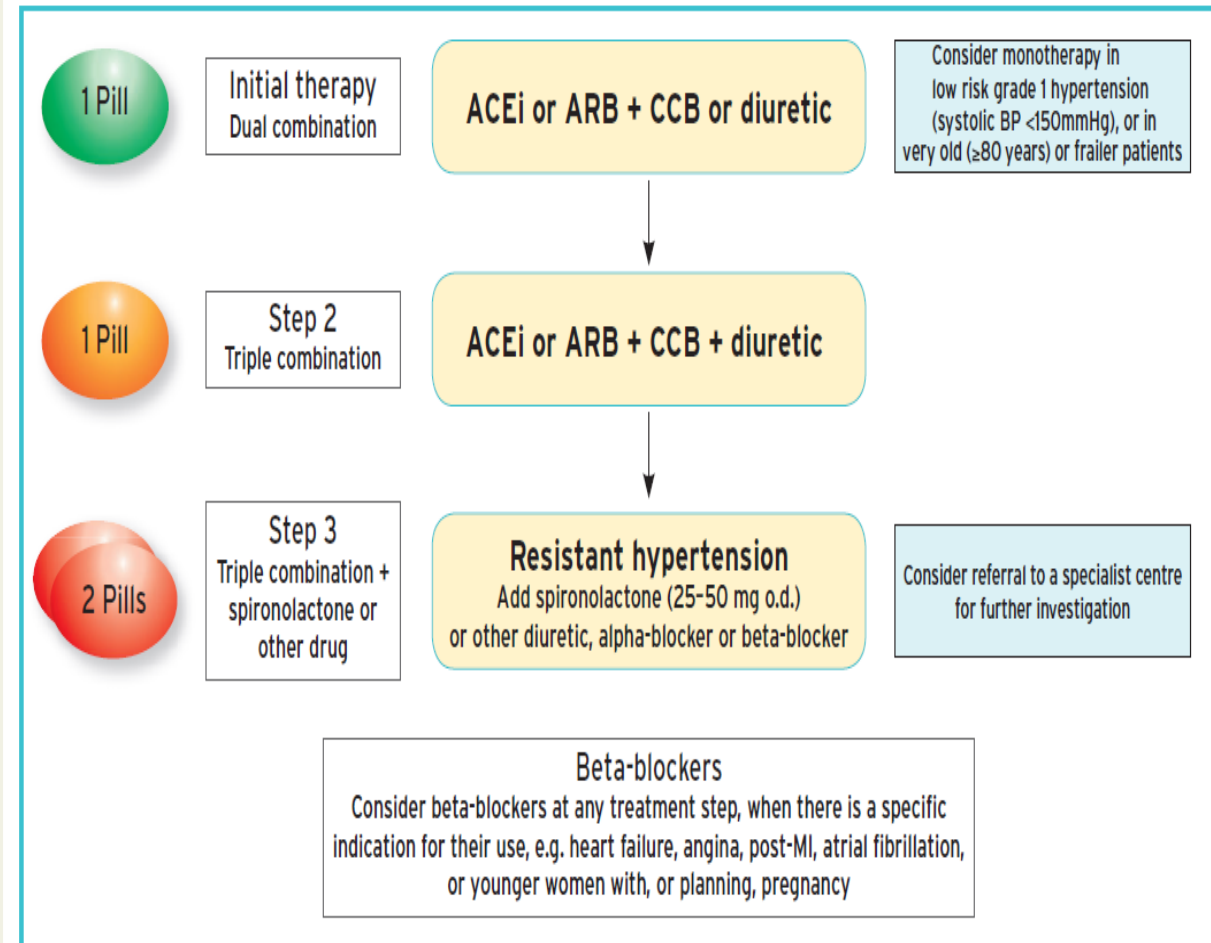 1 Pill
Initial therapy
Dual combination
ACEi or ARB + CCB or diuretic
Consider monotherapy in
low risk grade 1 hypertension
(systolic BP <150mmHg), or in
very old (≥80 years) or frailer patients
1 Pill
Step 2
Triple combination
ACEi or ARB + CCB + diuretic
2 Pills
Step 3
Triple combination +
spironolactone or
other drug
Resistant hypertension
Add spironolactone (25-50 mg o.d.)
or other diuretic, alpha-blocker or beta-blocker
Consider referral to a specialist centre
for further investigation
Beta-blockers
Consider beta-blockers at any treatment step, when there is a specific
indication for their use, e.g. heart failure, angina, post-MI, atrial fibrillation,
or younger women with, or planning, pregnancy